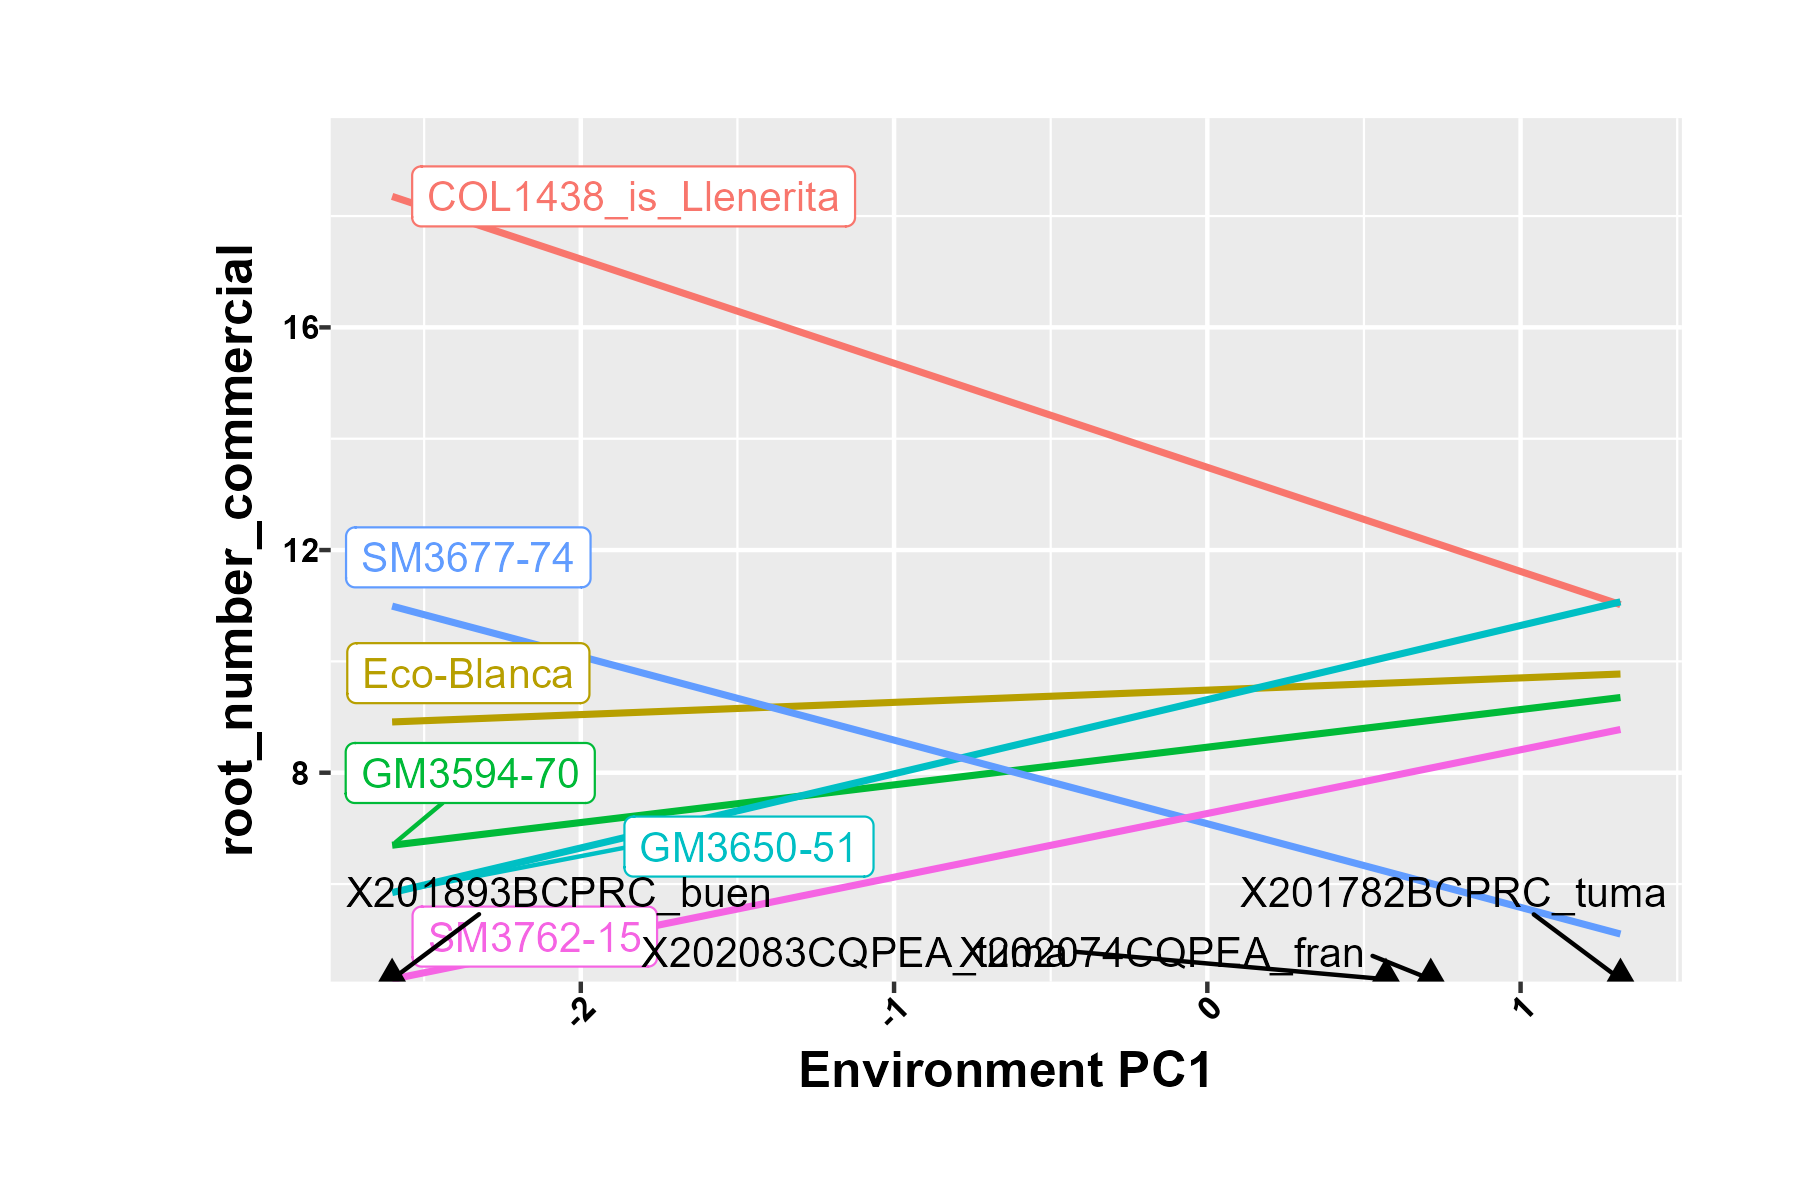 root_number_commercial
16
12
8
COL1438_is_Llenerita
SM3677-74
Eco-Blanca
GM3594-70
GM3650-51
X201893BCPRC_buen
X201782BCPRC_tuma
SM3762-15
X202083CQPEA_tuma
X202074CQPEA_fran
-2
-1
0
1
Environment PC1